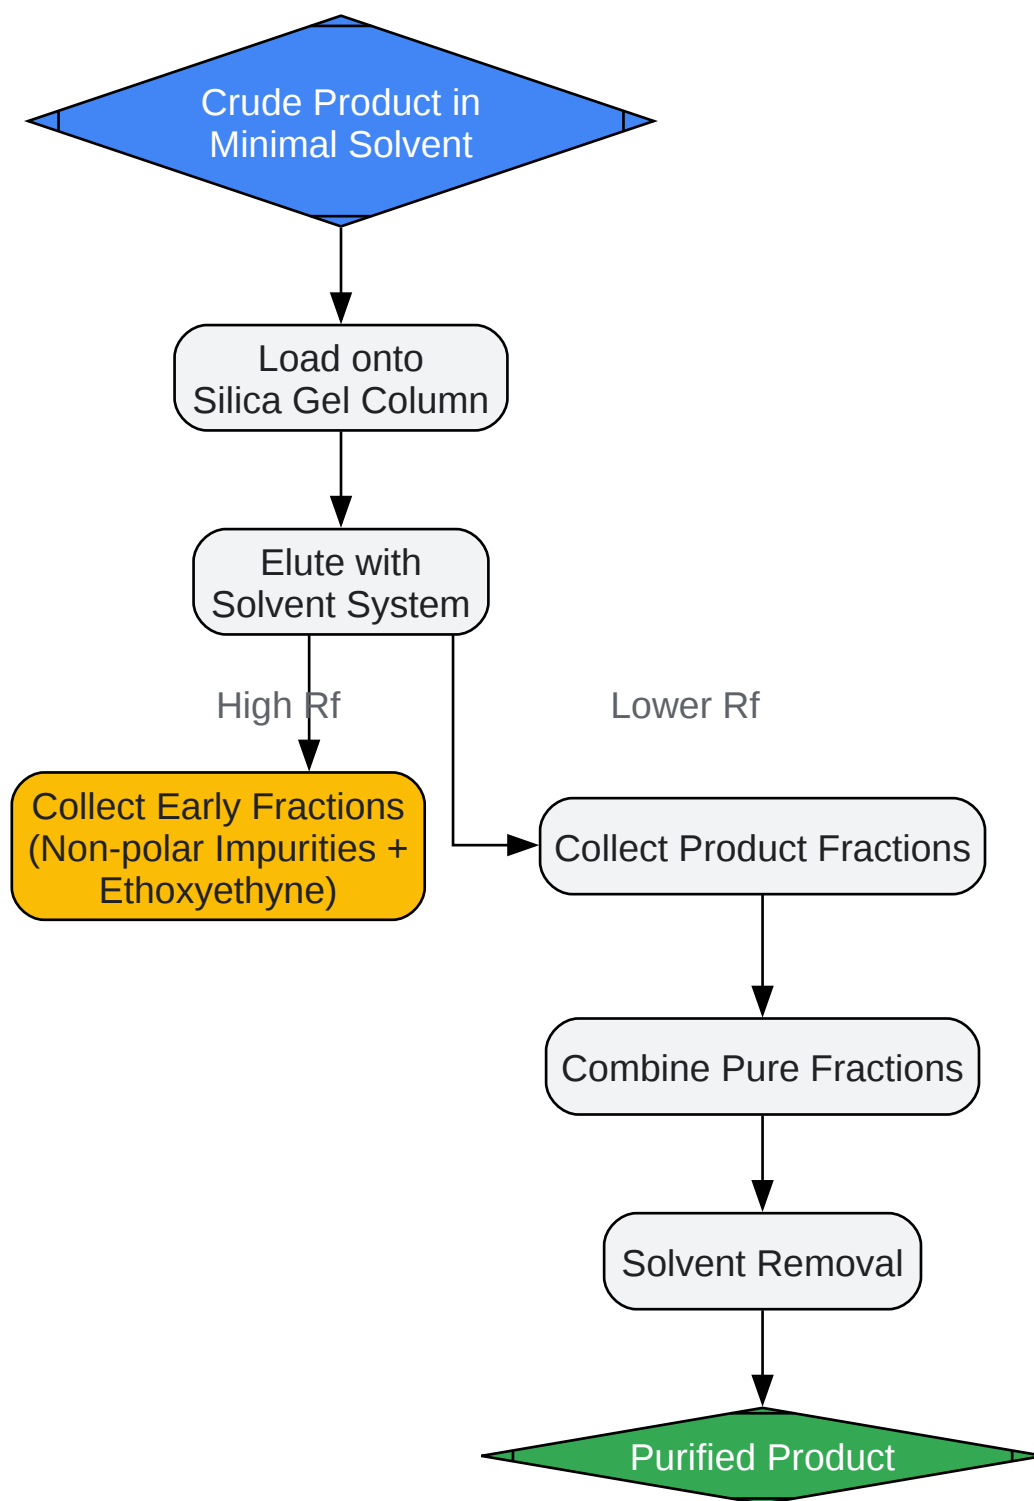 Crude Product in
Minimal Solvent
Load onto
Silica Gel Column
Elute with
Solvent System
High Rf
Lower Rf
Collect Early Fractions
(Non-polar Impurities +
Ethoxyethyne)
Collect Product Fractions
Combine Pure Fractions
Solvent Removal
Purified Product